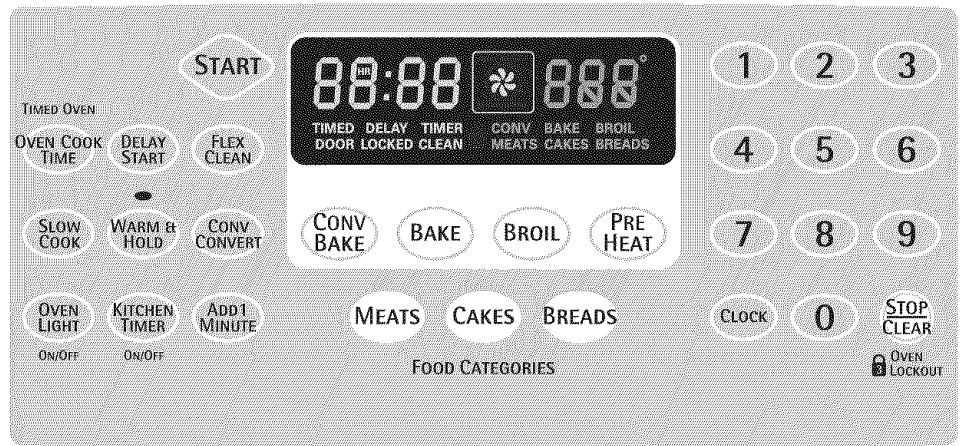 START
TIMED OVEN
OVEN COOK TIME
DELAY START
FLEX CLEAN
SLOW COOK
WARM & HOLD
CONV CONVERT
OVEN LIGHT
ON/OFF
KITCHEN TIMER
ON/OFF
ADD 1 MINUTE
88:88 HR 888°
TIMED DELAY TIMER CONV BAKE BROIL
DOOR LOCKED CLEAN MEATS CAKES BREADS
CONV BAKE
BAKE
BROIL
PRE HEAT
MEATS CAKES BREADS
FOOD CATEGORIES
1 2 3
4 5 6
7 8 9
CLOCK 0 STOP CLEAR
3 OVEN LOCKOUT